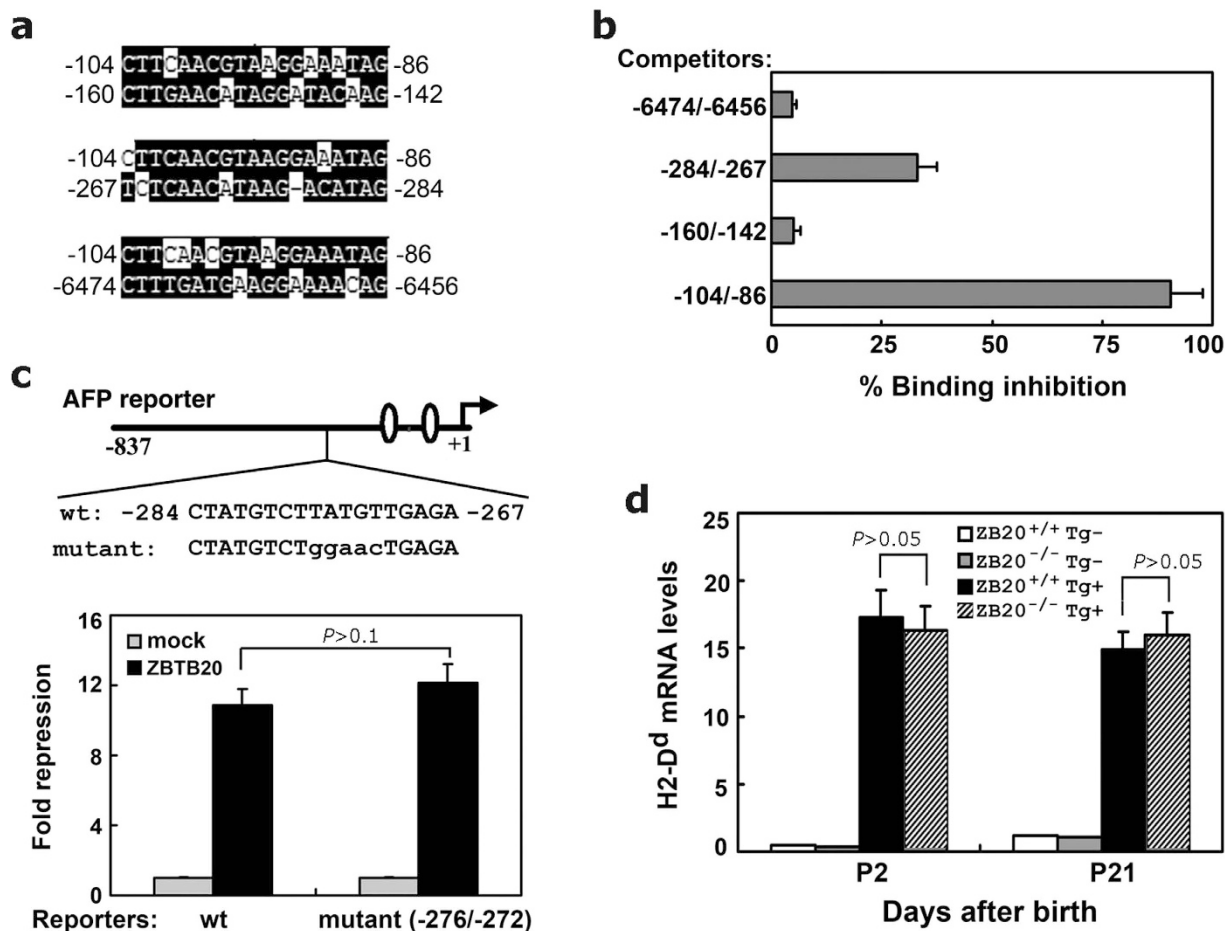 a
-104 CTTCAACGTAAGGAAATAG -86
-160 CTTGAACATAGGATACAAG -142
-104 CTTCAACGTAAGGAAATAG -86
-267 TCTCAACATAAG-ACATAG -284
-104 CTTCAACGTAAGGAAATAG -86
-6474 CTTTGATGAAGGAAAACAG -6456
b
Competitors:
-6474/-6456
-284/-267
-160/-142
-104/-86
0 25 50 75 100
% Binding inhibition
c
AFP reporter
-837 +1
wt: -284 CTATGTCTTATGTTGAGA -267
mutant: CTATGTCTggaacTGAGA
16
12
8
4
0
Fold repression
mock
ZBTB20
P>0.1
Reporters: wt mutant (-276/-272)
d
25
20
15
10
5
0
H2-Dd mRNA levels
ZB20+/+ Tg-
ZB20-/- Tg-
ZB20+/+ Tg+
ZB20-/- Tg+
P>0.05
P>0.05
P2 P21
Days after birth